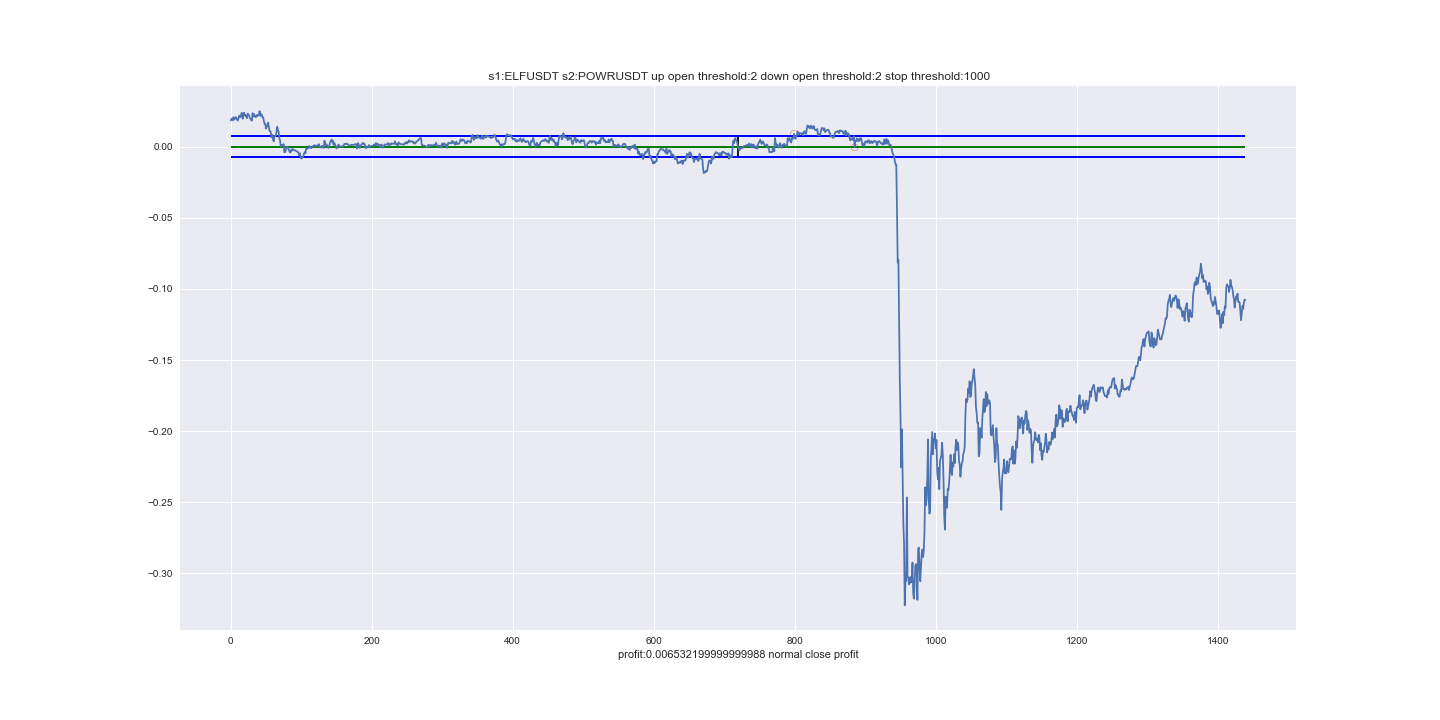 s1:ELFUSDT s2:POWRUSDT up open threshold:2 down open threshold:2 stop threshold:1000
0.00
−0.05
−0.10
−0.15
−0.20
−0.25
−0.30
0 200 400 600 800 1000 1200 1400
profit:0.006532199999999988 normal close profit